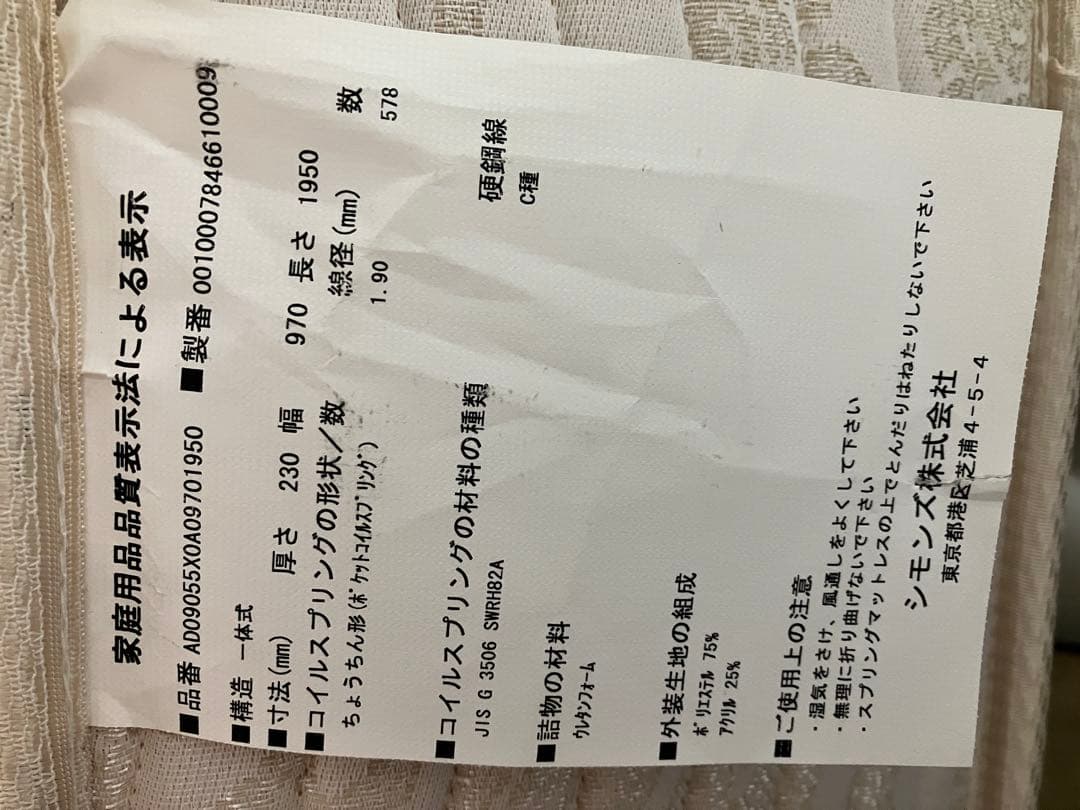 家庭用品品質表示法による表示
■品番 AD09055X0A09701950 ■製番 0010007846610009
■構造 一体式
■寸法(mm) 厚さ 230 幅 970 長さ 1950
■コイルスプリングの形状／数 線径(mm) 数
ちょうちん形(ﾎﾟｹｯﾄｺｲﾙｽﾌﾟﾘﾝｸﾞ) 1.90 578
■コイルスプリングの材料の種類 硬鋼線
JIS G 3506 SWRH82A C種
■詰物の材料
ｳﾚﾀﾝﾌｫｰﾑ
■外装生地の組成
ﾎﾟﾘｴｽﾃﾙ 75%
ｱｸﾘﾙ 25%
■ご使用上の注意
・湿気をさけ、風通しをよくして下さい
・無理に折り曲げないで下さい
・スプリングマットレスの上でとんだりはねたりしないで下さい
シモンズ株式会社
東京都港区芝浦4-5-4